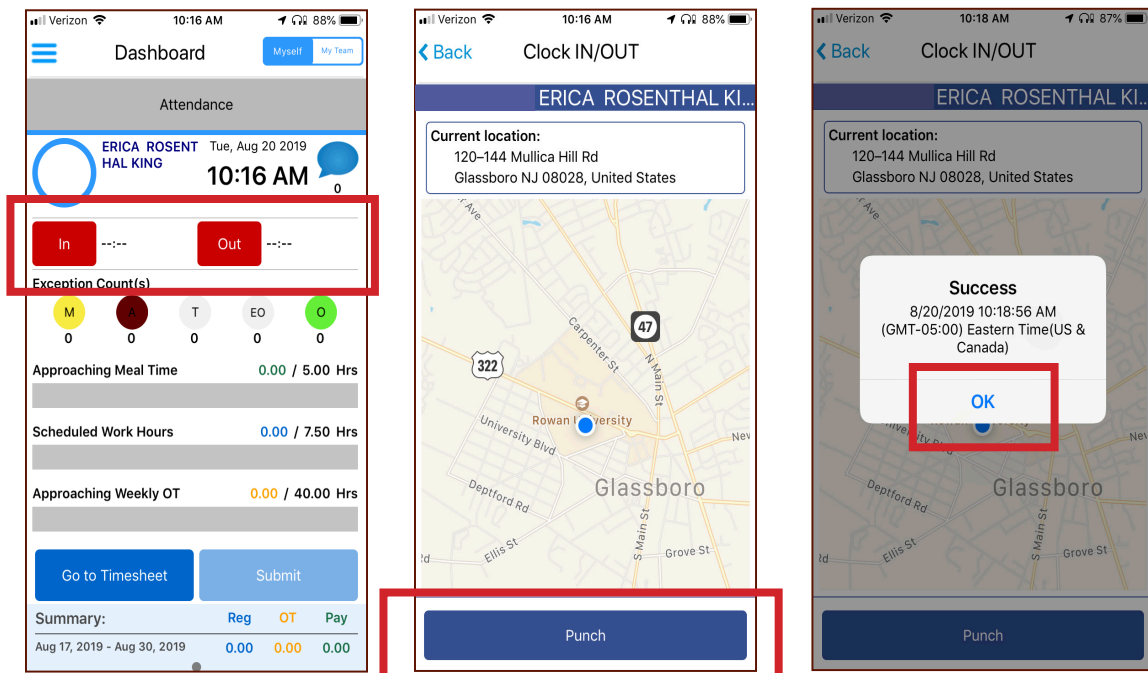 Verizon 10:16 AM 88%
Dashboard Myself My Team
Attendance
ERICA ROSENT
HAL KING
Tue, Aug 20 2019
10:16 AM
0
In --:-- Out --:--
Exception Count(s)
M A T EO O
0 0 0 0 0
Approaching Meal Time 0.00 / 5.00 Hrs
Scheduled Work Hours 0.00 / 7.50 Hrs
Approaching Weekly OT 0.00 / 40.00 Hrs
Go to Timesheet Submit
Summary: Reg OT Pay
Aug 17, 2019 - Aug 30, 2019 0.00 0.00 0.00
Verizon 10:16 AM 88%
Back Clock IN/OUT
ERICA ROSENTHAL KI...
Current location:
120–144 Mullica Hill Rd
Glassboro NJ 08028, United States
Ave
47
Carpenter St
N Main St
322
Rowan University
University Blvd
New
Glassboro
Deptford Rd
S Main St
Ellis St
Grove St
Rd
Punch
Verizon 10:18 AM 87%
Back Clock IN/OUT
ERICA ROSENTHAL KI...
Current location:
120–144 Mullica Hill Rd
Glassboro NJ 08028, United States
Ave
Success
8/20/2019 10:18:56 AM
(GMT-05:00) Eastern Time(US &
Canada)
OK
Glassboro
Deptford Rd
S Main St
Ellis St
Grove St
Punch